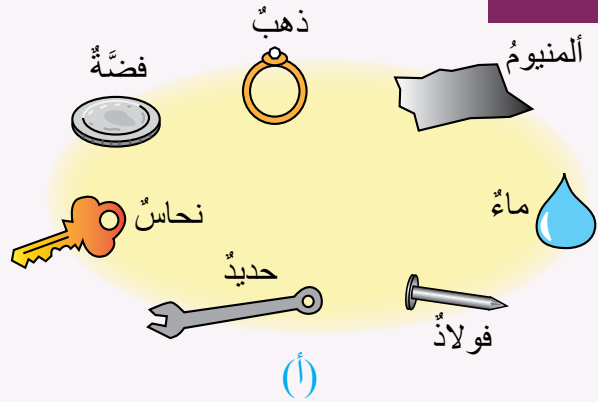 ذهبٌ
ألمنيومُ
فضَّةٌ
ماءٌ
نحاسٌ
حديدٌ
فولاذٌ
(أ)